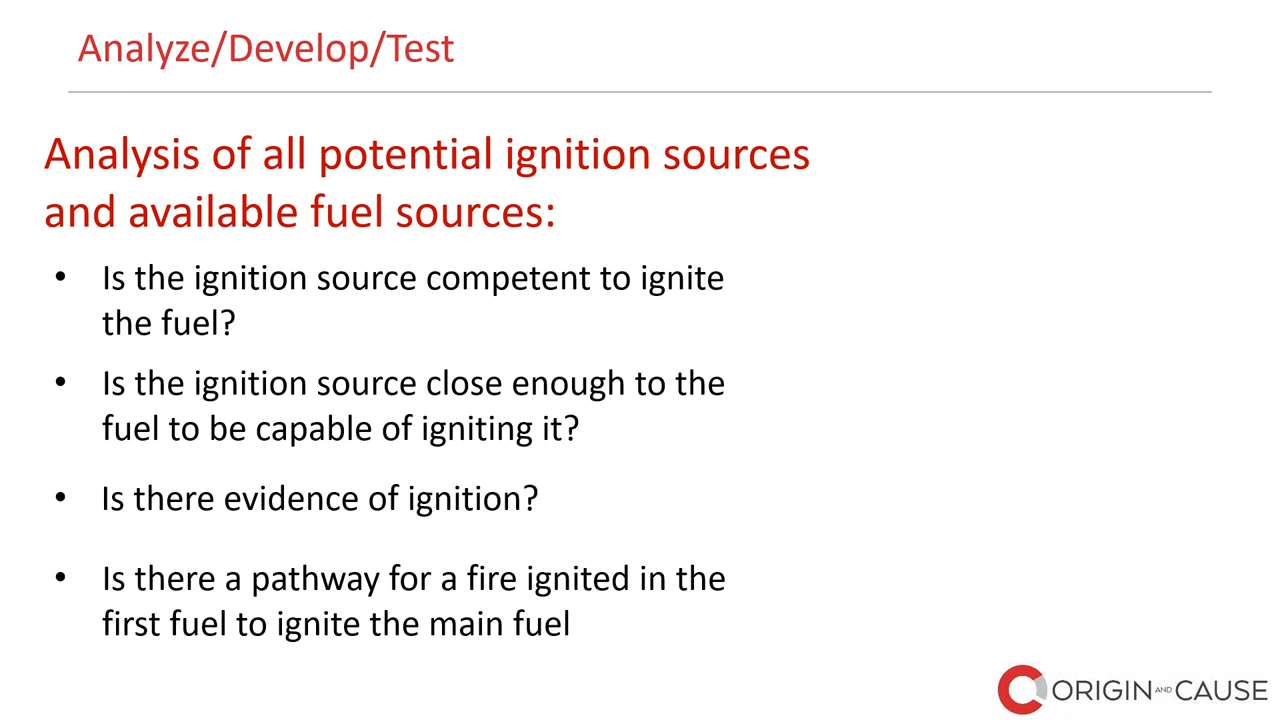 Analyze/Develop/Test
Analysis of all potential ignition sources
and available fuel sources:
• Is the ignition source competent to ignite
the fuel?
• Is the ignition source close enough to the
fuel to be capable of igniting it?
• Is there evidence of ignition?
• Is there a pathway for a fire ignited in the
first fuel to ignite the main fuel
ORIGIN AND CAUSE